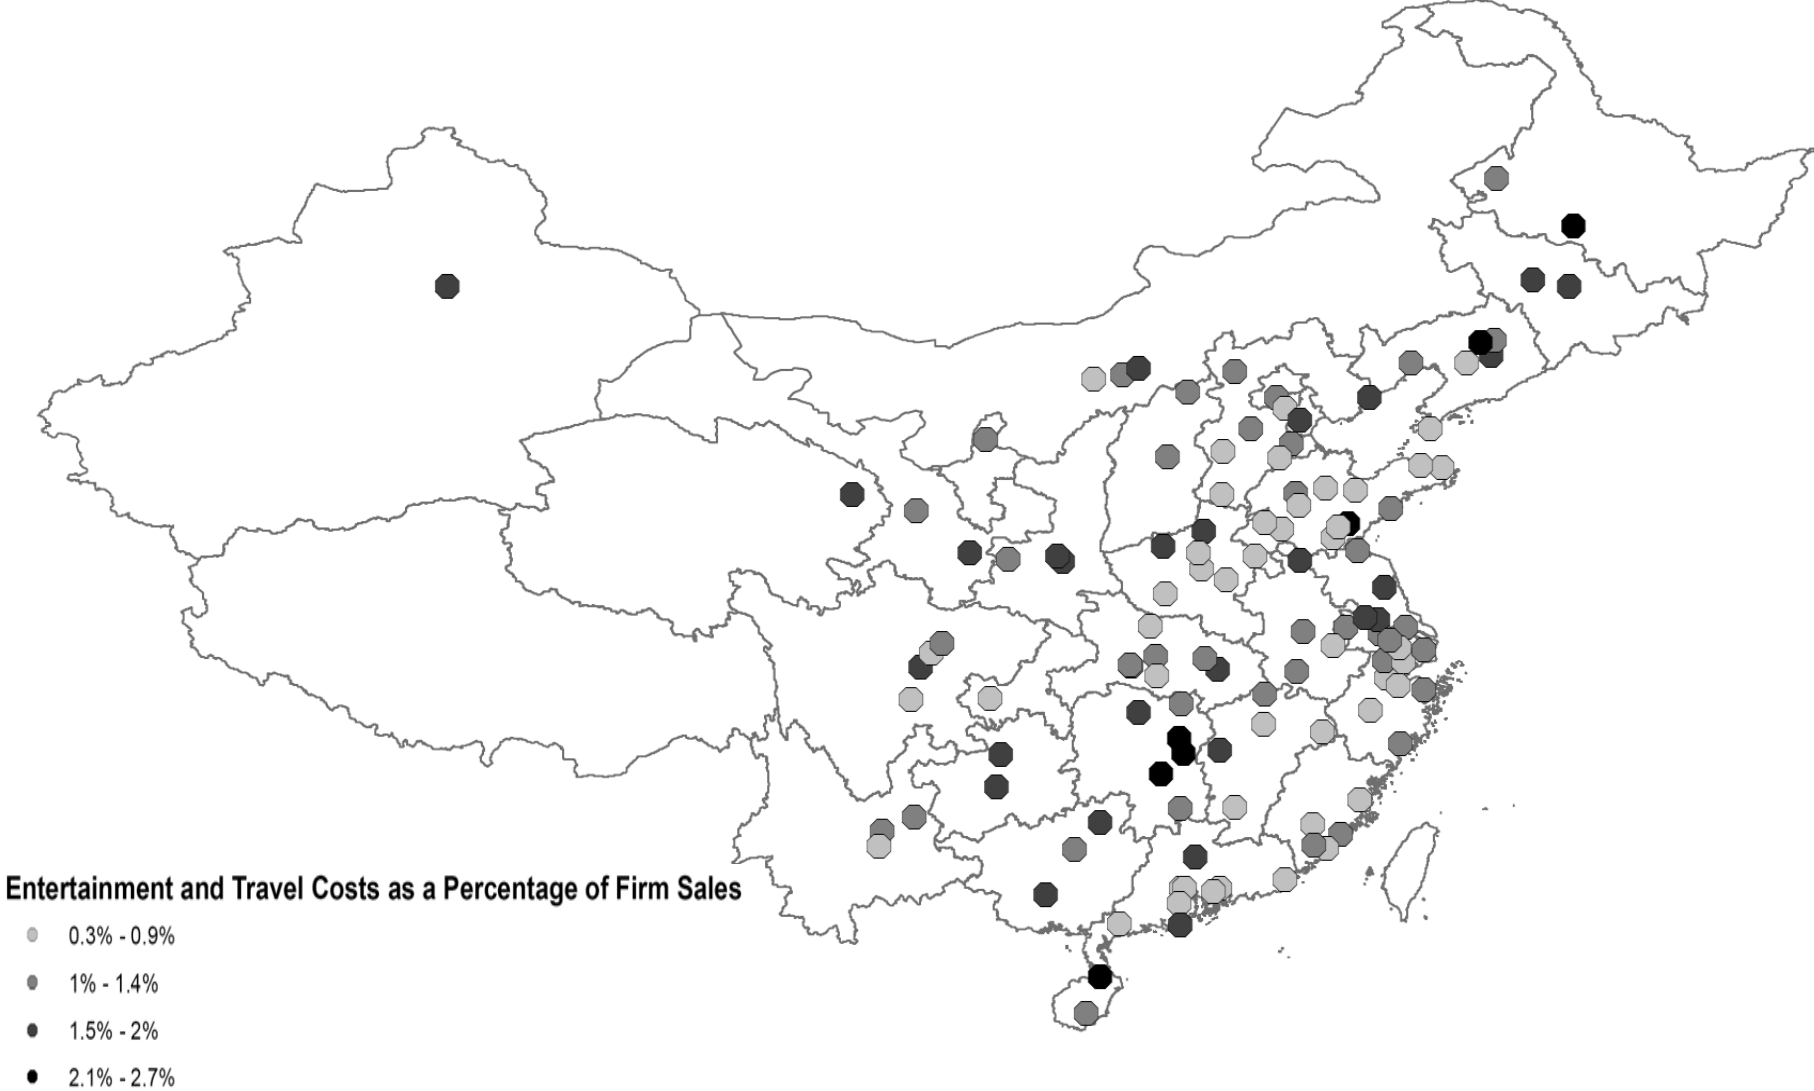 Entertainment and Travel Costs as a Percentage of Firm Sales
0.3% - 0.9%
1% - 1.4%
1.5% - 2%
2.1% - 2.7%